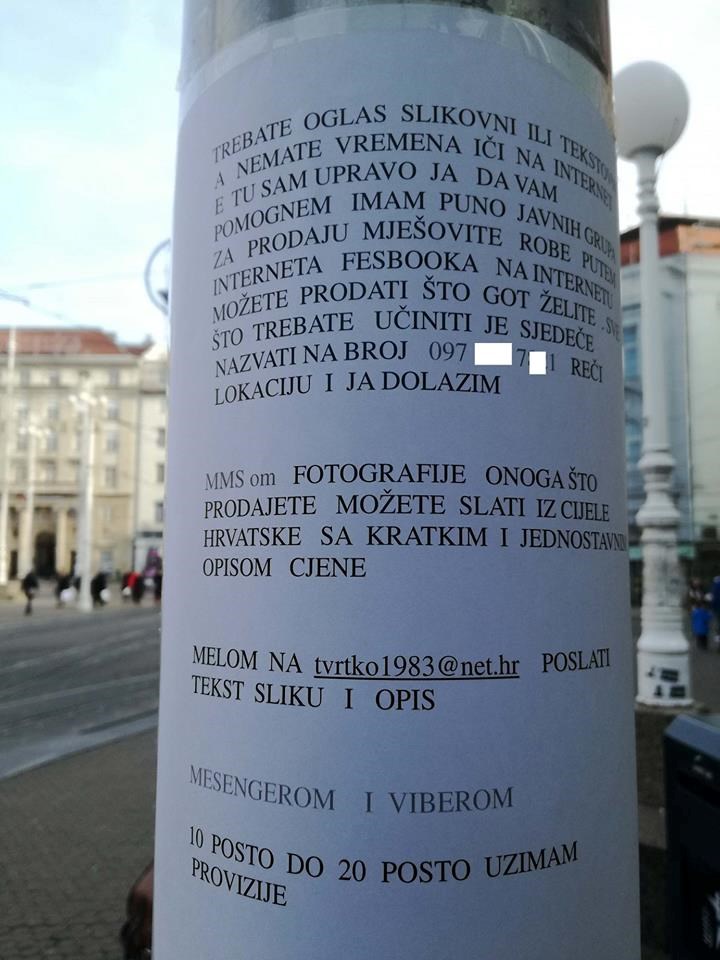 TREBATE OGLAS SLIKOVNI ILI
A NEMATE VREMENA IČI NA INTERNET
E TU SAM UPRAVO JA DA VAM
POMOGNEM IMAM PUNO JAVNIH GRUPA
ZA PRODAJU MJEŠOVITE ROBE PUTEM
INTERNETA FESBOOKA NA INTERNETU
MOŽETE PRODATI ŠTO GOT ŽELITE . SVE
ŠTO TREBATE UČINITI JE SJEDEČE
NAZVATI NA BROJ 097 REĆI
LOKACIJU I JA DOLAZIM
MMS om FOTOGRAFIJE ONOGA ŠTO
PRODAJETE MOŽETE SLATI IZ CIJELE
HRVATSKE SA KRATKIM I JEDNOSTAVNIM
OPISOM CJENE
MELOM NA tvrtko1983@net.hr POSLATI
TEKST SLIKU I OPIS
MESENGEROM I VIBEROM
10 POSTO DO 20 POSTO UZIMAM
PROVIZIJE